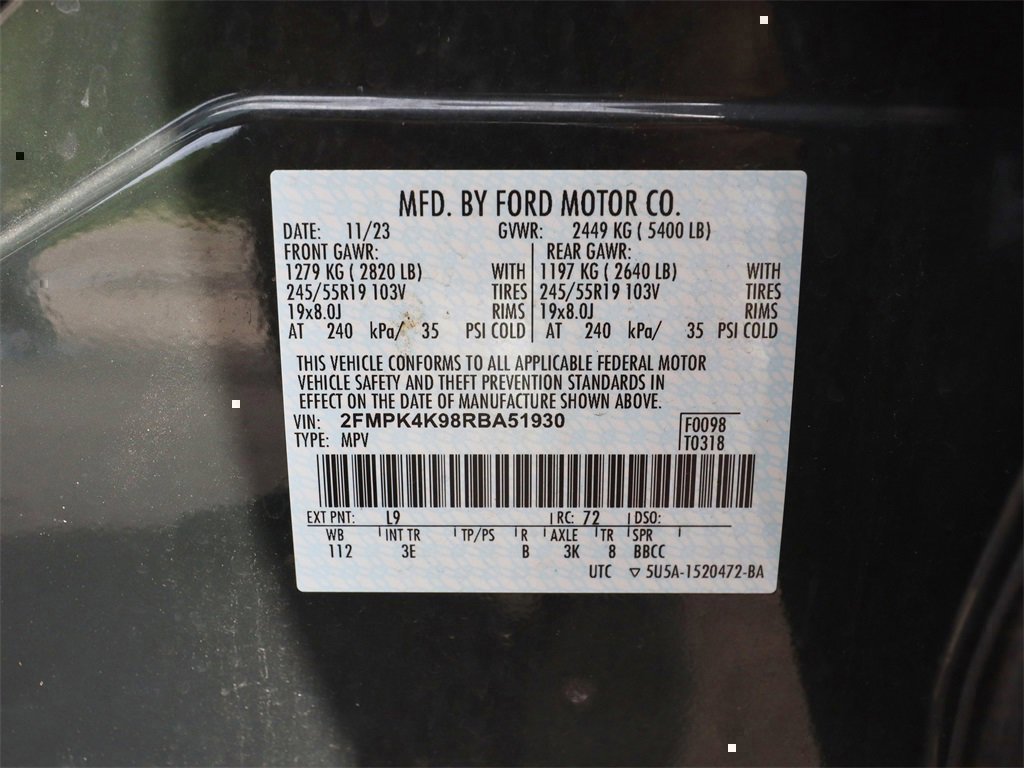 MFD. BY FORD MOTOR CO.
DATE: 11/23 GVWR: 2449 KG ( 5400 LB)
FRONT GAWR: REAR GAWR:
1279 KG ( 2820 LB) WITH 1197 KG ( 2640 LB) WITH
245/55R19 103V TIRES 245/55R19 103V TIRES
19x8.0J RIMS 19x8.0J RIMS
AT 240 kPa/ 35 PSI COLD AT 240 kPa/ 35 PSI COLD
THIS VEHICLE CONFORMS TO ALL APPLICABLE FEDERAL MOTOR
VEHICLE SAFETY AND THEFT PREVENTION STANDARDS IN
EFFECT ON THE DATE OF MANUFACTURE SHOWN ABOVE.
VIN: 2FMPK4K98RBA51930 F0098
TYPE: MPV T0318
EXT PNT: L9 RC: 72 DSO:
WB INT TR TP/PS R AXLE TR SPR
112 3E B 3K 8 BBCC
UTC ▽ 5U5A-1520472-BA